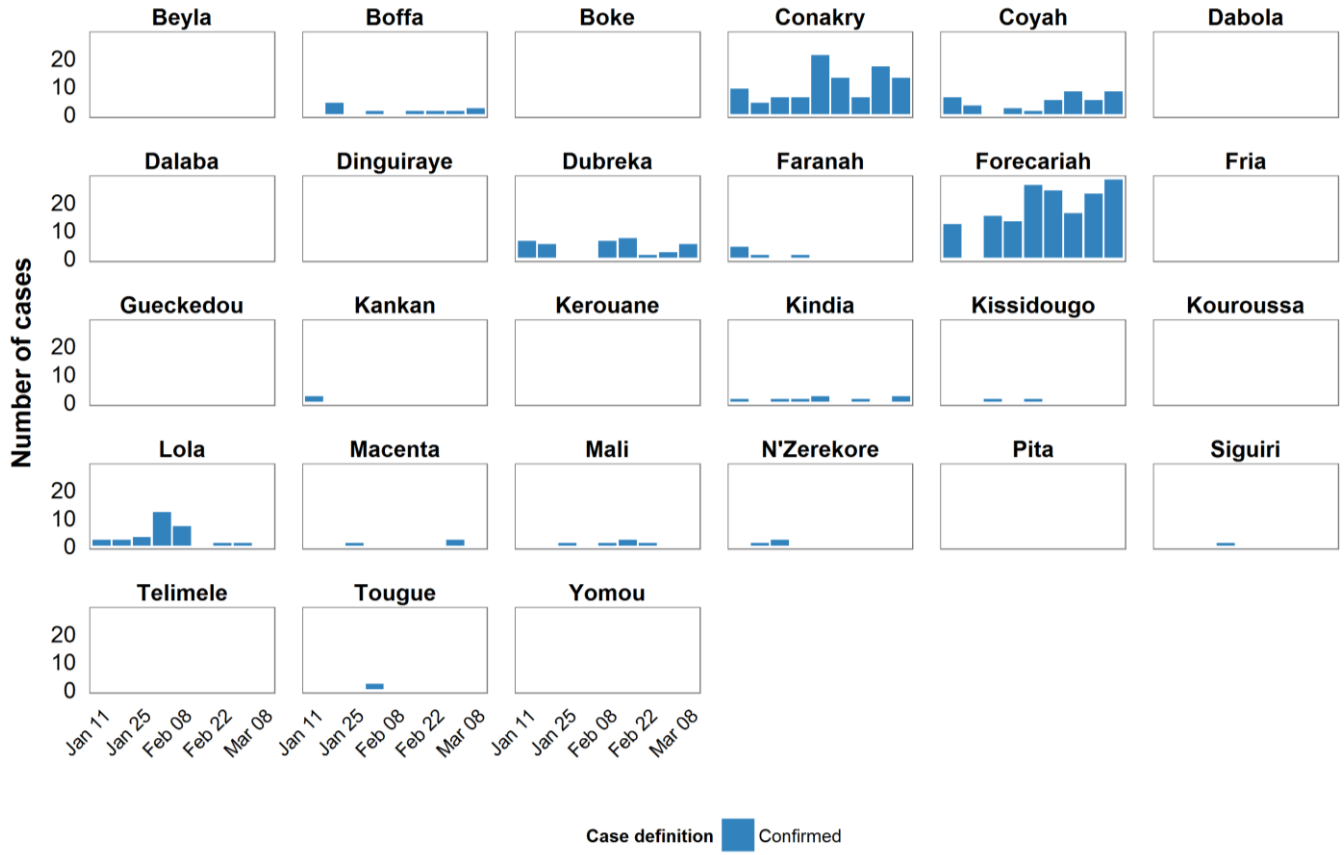 Beyla Boffa Boke Conakry Coyah Dabola
20
10
0
Dalaba Dinguiraye Dubreka Faranah Forecariah Fria
20
10
0
Gueckedou Kankan Kerouane Kindia Kissidougo Kouroussa
20
10
0
Lola Macenta Mali N'Zerekore Pita Siguiri
20
10
0
Telimele Tougue Yomou
20
10
0
Number of cases
Jan 11 Jan 25 Feb 08 Feb 22 Mar 08 Jan 11 Jan 25 Feb 08 Feb 22 Mar 08 Jan 11 Jan 25 Feb 08 Feb 22 Mar 08
Case definition Confirmed